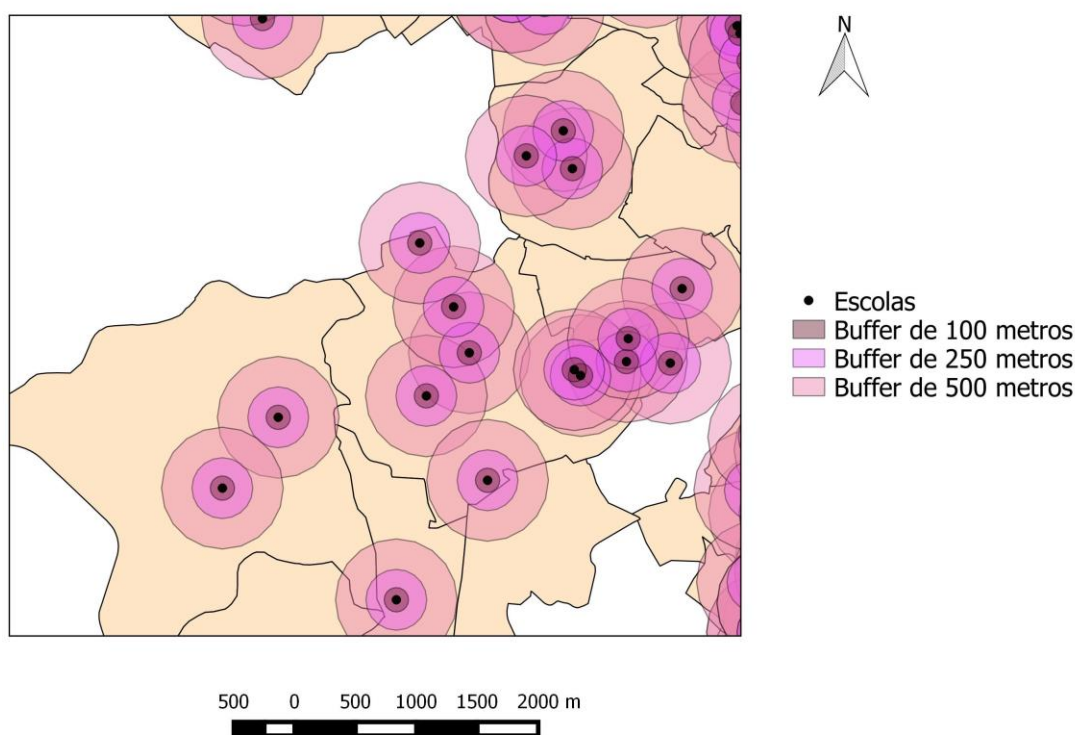 N
Escolas
Buffer de 100 metros
Buffer de 250 metros
Buffer de 500 metros
500 0 500 1000 1500 2000 m